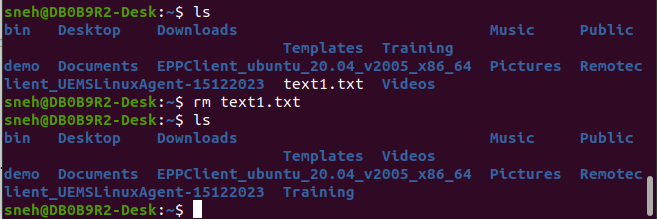 sneh@DB0B9R2-Desk:~$ ls
bin   Desktop    Downloads                                  Music     Public
                                  Templates  Training
demo  Documents  EPPClient_ubuntu_20.04_v2005_x86_64  Pictures  Remotec
lient_UEMSLinuxAgent-15122023  text1.txt  Videos
sneh@DB0B9R2-Desk:~$ rm text1.txt
sneh@DB0B9R2-Desk:~$ ls
bin   Desktop    Downloads                                  Music     Public
                                  Templates  Videos
demo  Documents  EPPClient_ubuntu_20.04_v2005_x86_64  Pictures  Remotec
lient_UEMSLinuxAgent-15122023  Training
sneh@DB0B9R2-Desk:~$